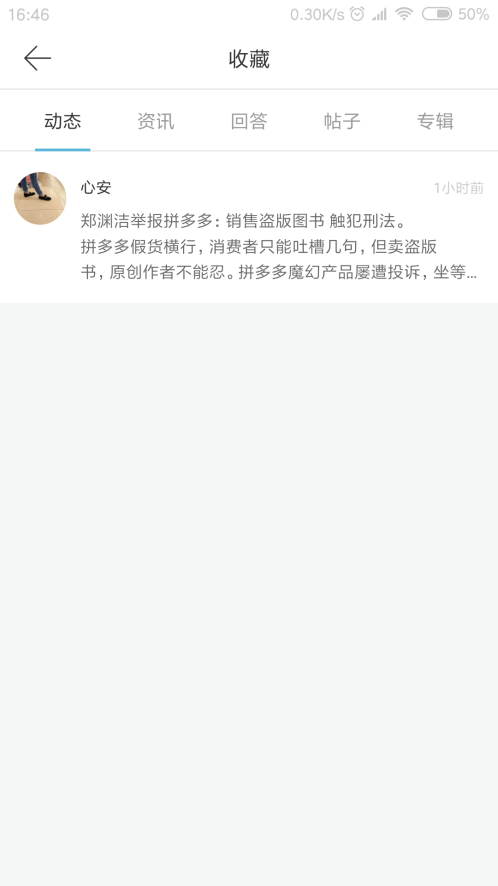 16:46 0.30K/s 50%
收藏
动态 资讯 回答 帖子 专辑
心安 1小时前
郑渊洁举报拼多多：销售盗版图书 触犯刑法。
拼多多假货横行，消费者只能吐槽几句，但卖盗版
书，原创作者不能忍。拼多多魔幻产品屡遭投诉，坐等...